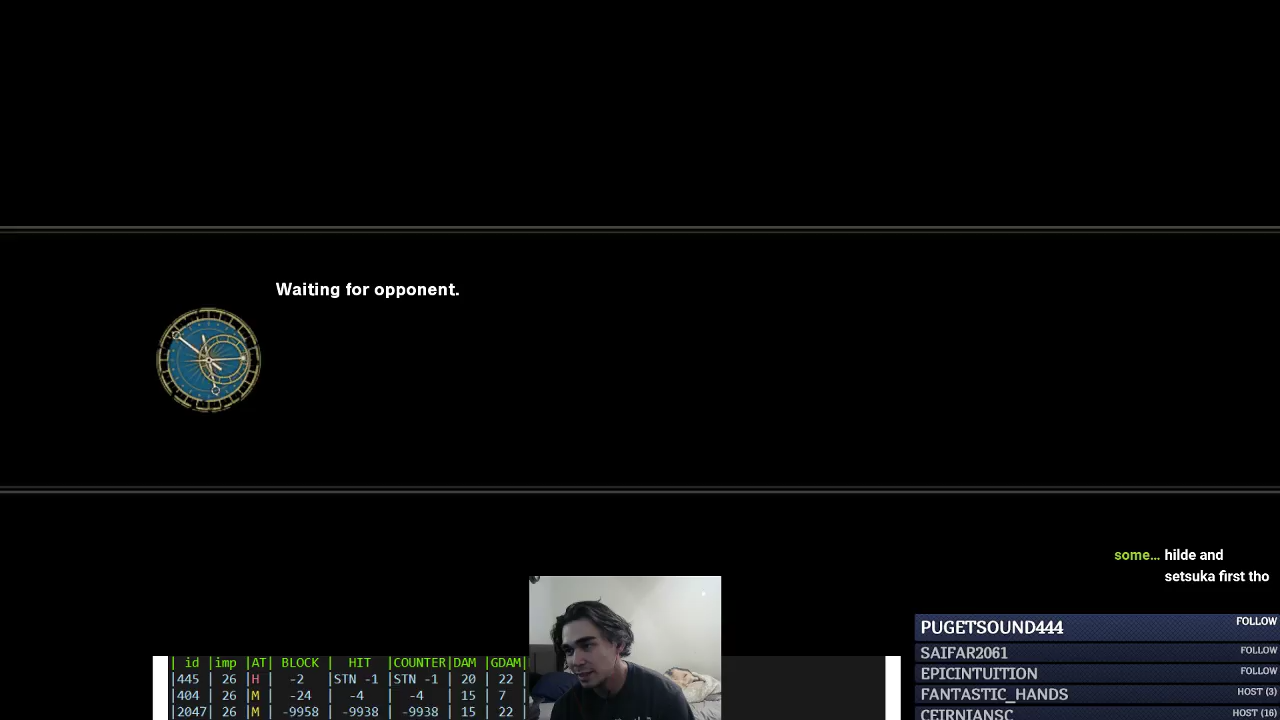 Waiting for opponent.
some... hilde and
setsuka first tho
PUGETSOUND444 FOLLOW
SAIFAR2061 FOLLOW
EPICINTUITION FOLLOW
FANTASTIC_HANDS HOST (3)
CEIRNIANSC HOST (16)
| id |imp |AT| BLOCK | HIT |COUNTER|DAM |GDAM|
|445 | 26 |H | -2 |STN -1 |STN -1 | 20 | 22 |
|404 | 26 |M | -24 | -4 | -4 | 15 | 7 |
|2047| 26 |M | -9958 | -9938 | -9938 | 15 | 22 |